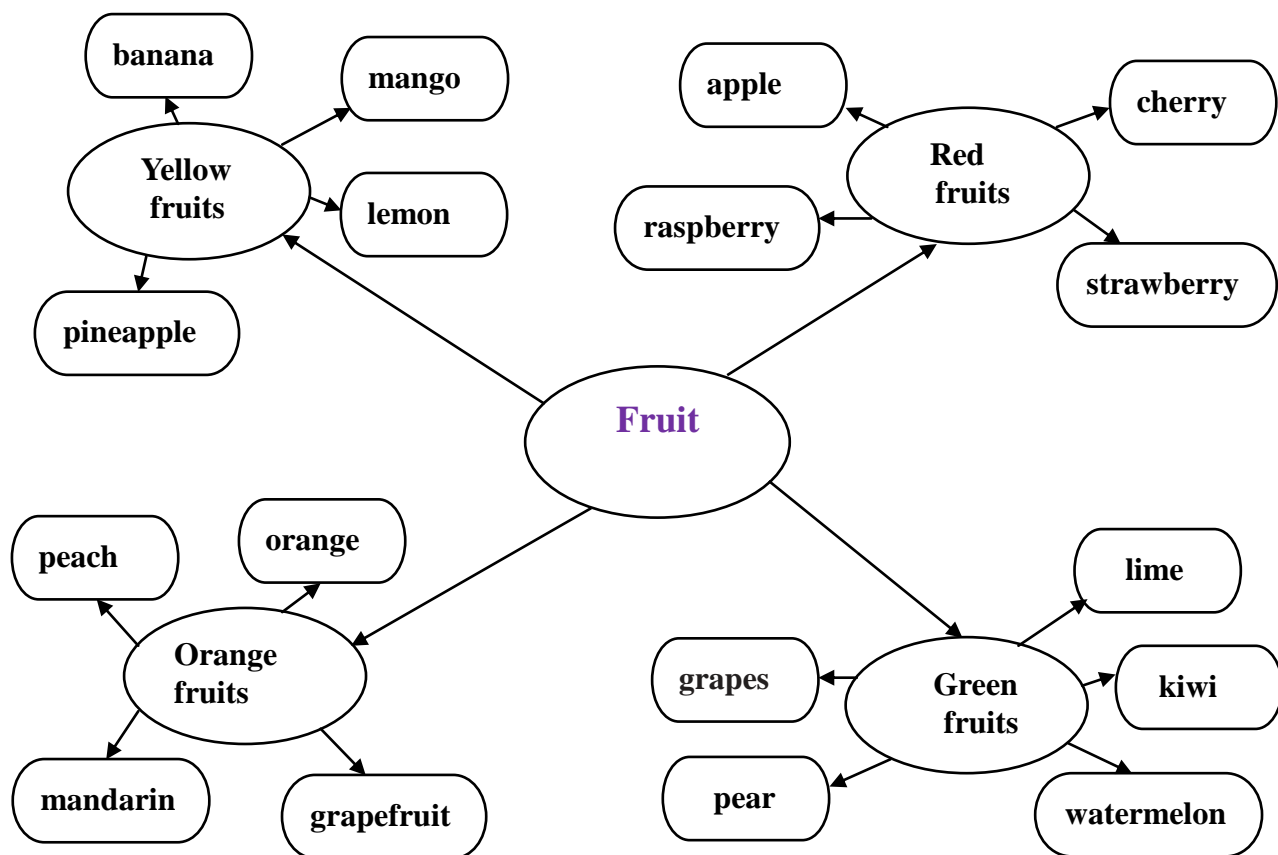 banana
mango
Yellow
fruits
lemon
pineapple
apple
cherry
Red
fruits
raspberry
strawberry
Fruit
peach
orange
Orange
fruits
mandarin
grapefruit
lime
grapes
Green
fruits
kiwi
pear
watermelon